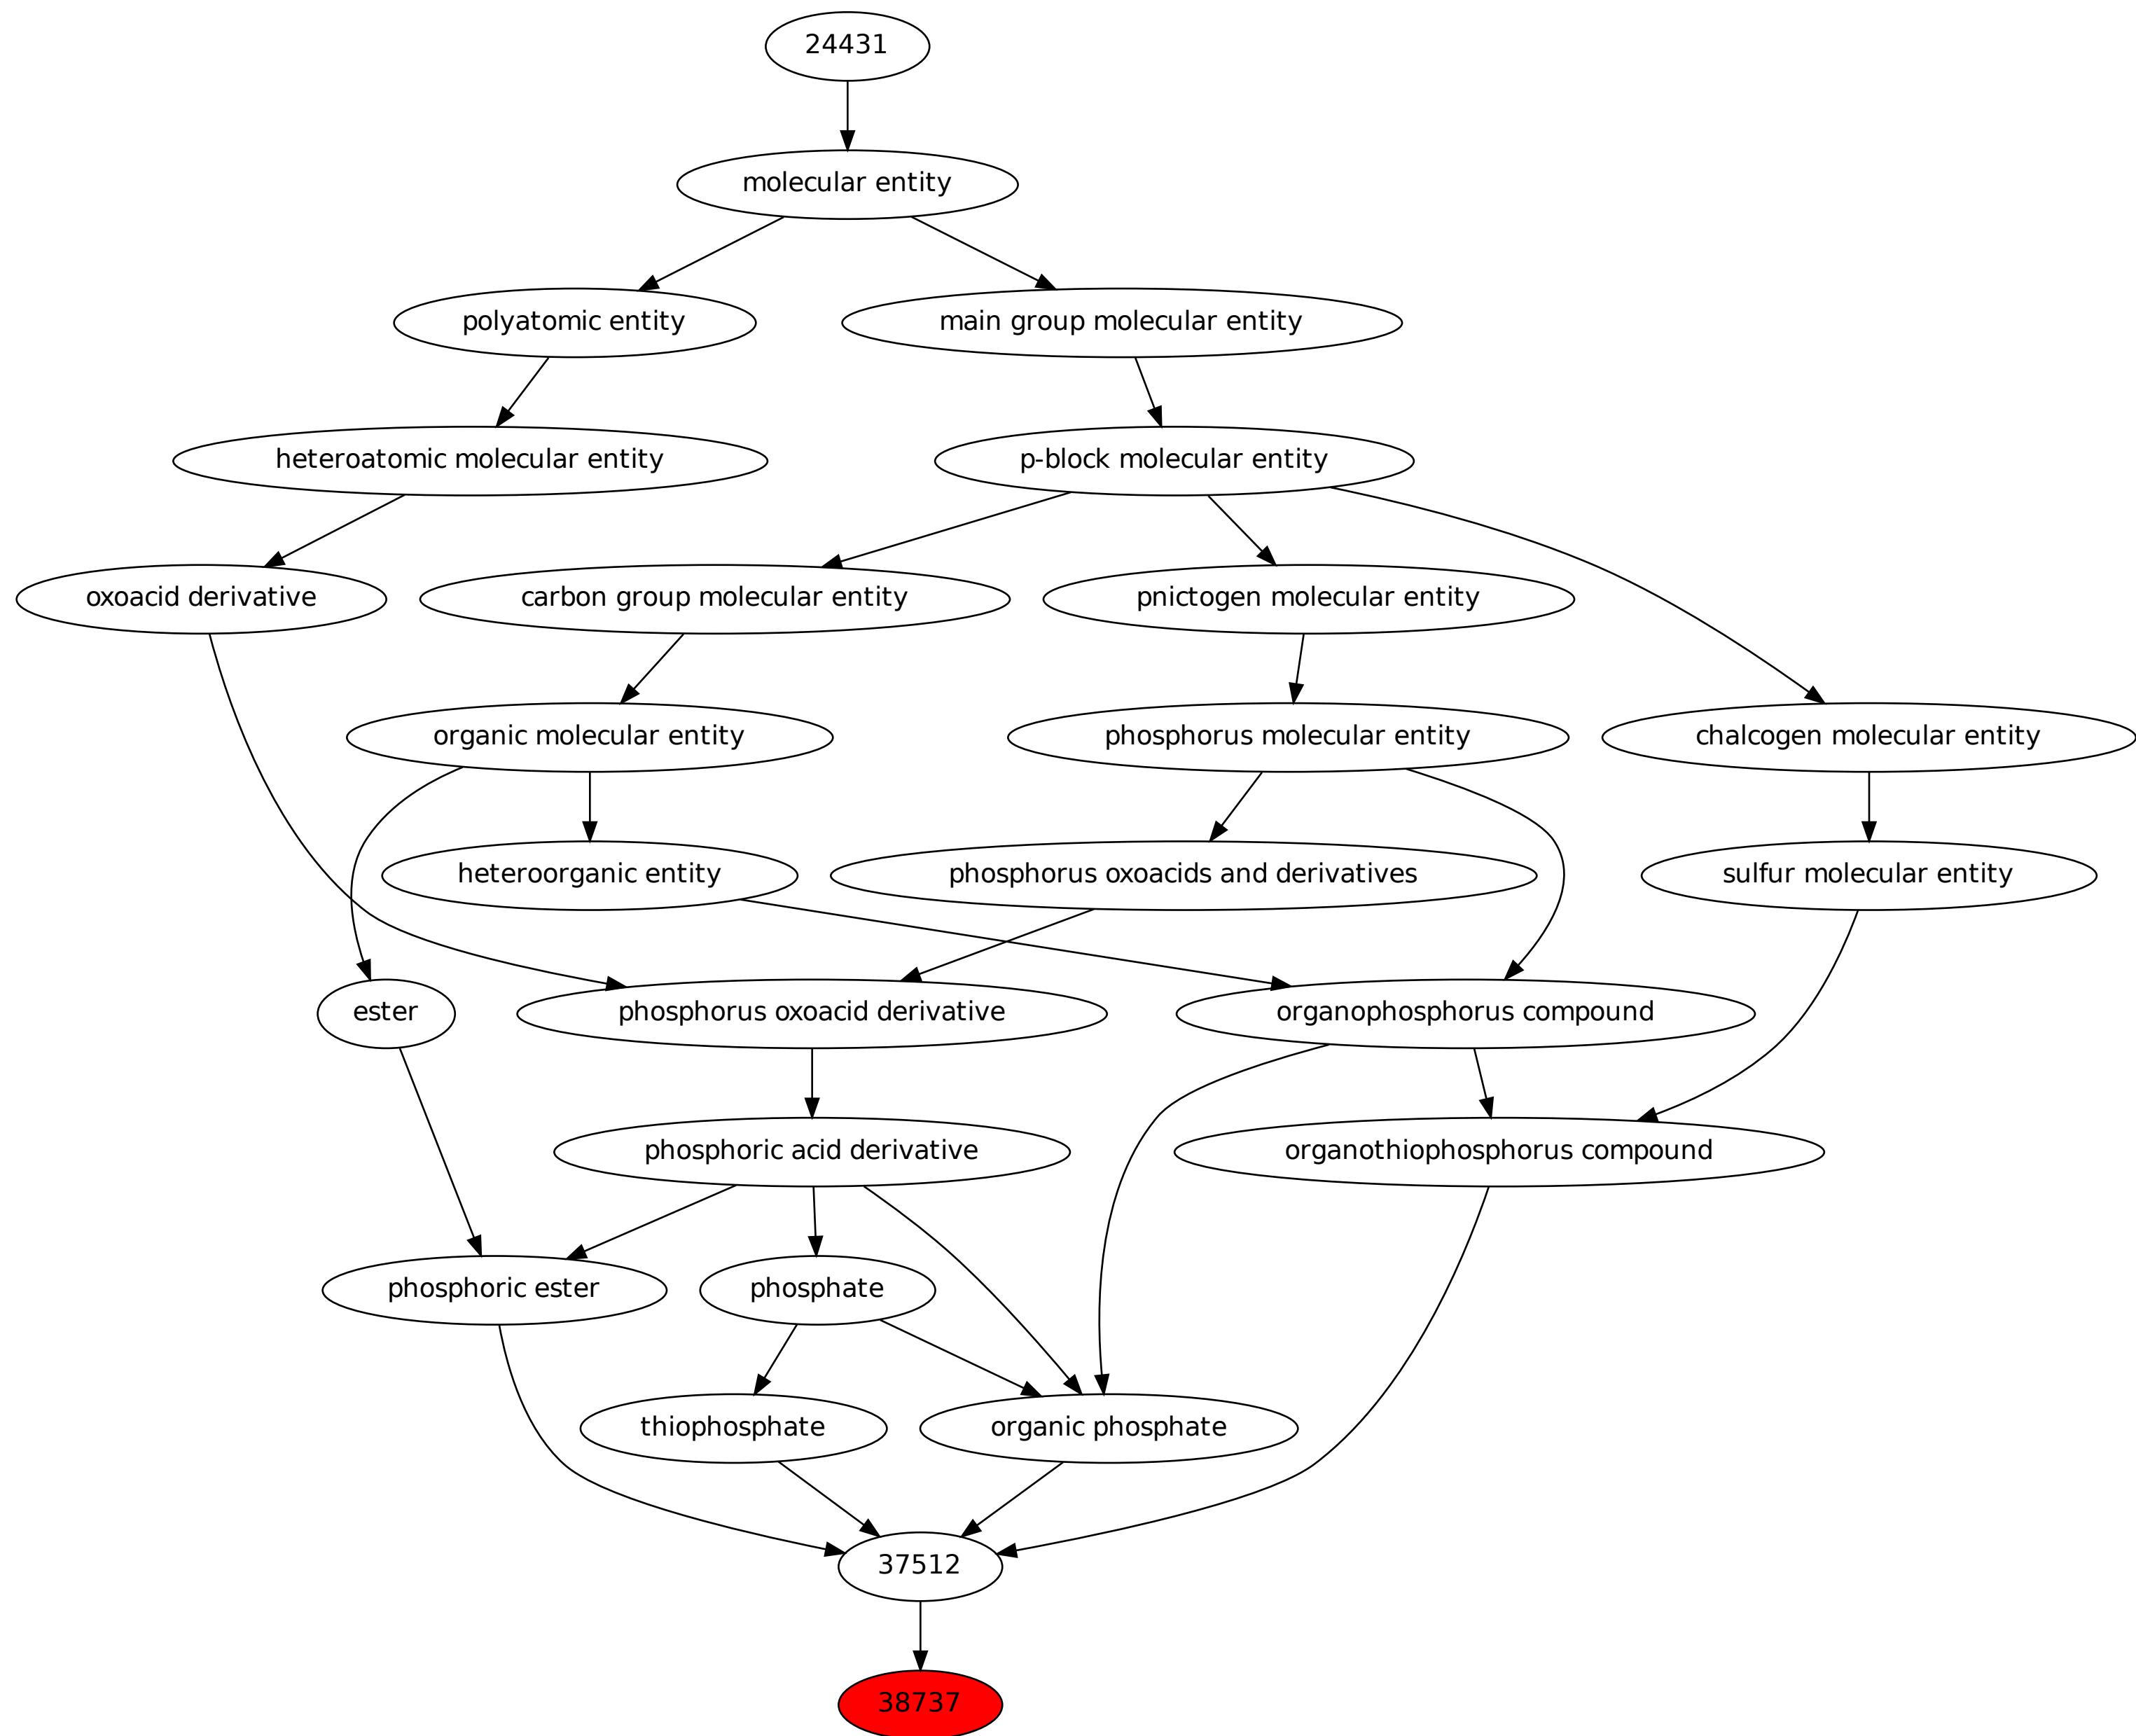 24431
molecular entity
polyatomic entity
main group molecular entity
heteroatomic molecular entity
p-block molecular entity
oxoacid derivative
carbon group molecular entity
pnictogen molecular entity
organic molecular entity
phosphorus molecular entity
chalcogen molecular entity
heteroorganic entity
phosphorus oxoacids and derivatives
sulfur molecular entity
ester
phosphorus oxoacid derivative
organophosphorus compound
phosphoric acid derivative
organothiophosphorus compound
phosphoric ester
phosphate
thiophosphate
organic phosphate
37512
38737